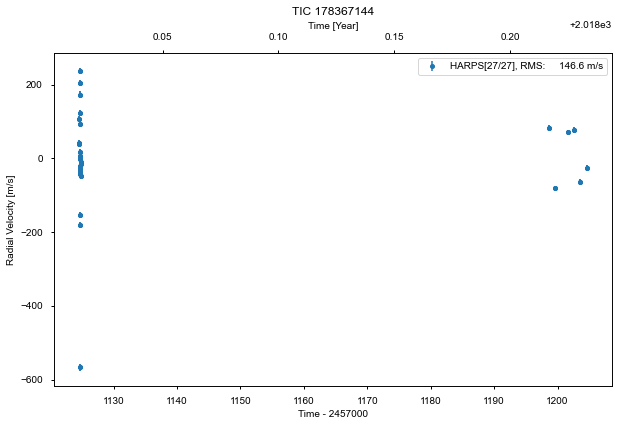 TIC 178367144
Time [Year]
+2.018e3
0.05 0.10 0.15 0.20
HARPS[27/27], RMS: 146.6 m/s
Radial Velocity [m/s]
200
0
−200
−400
−600
1130 1140 1150 1160 1170 1180 1190 1200
Time - 2457000